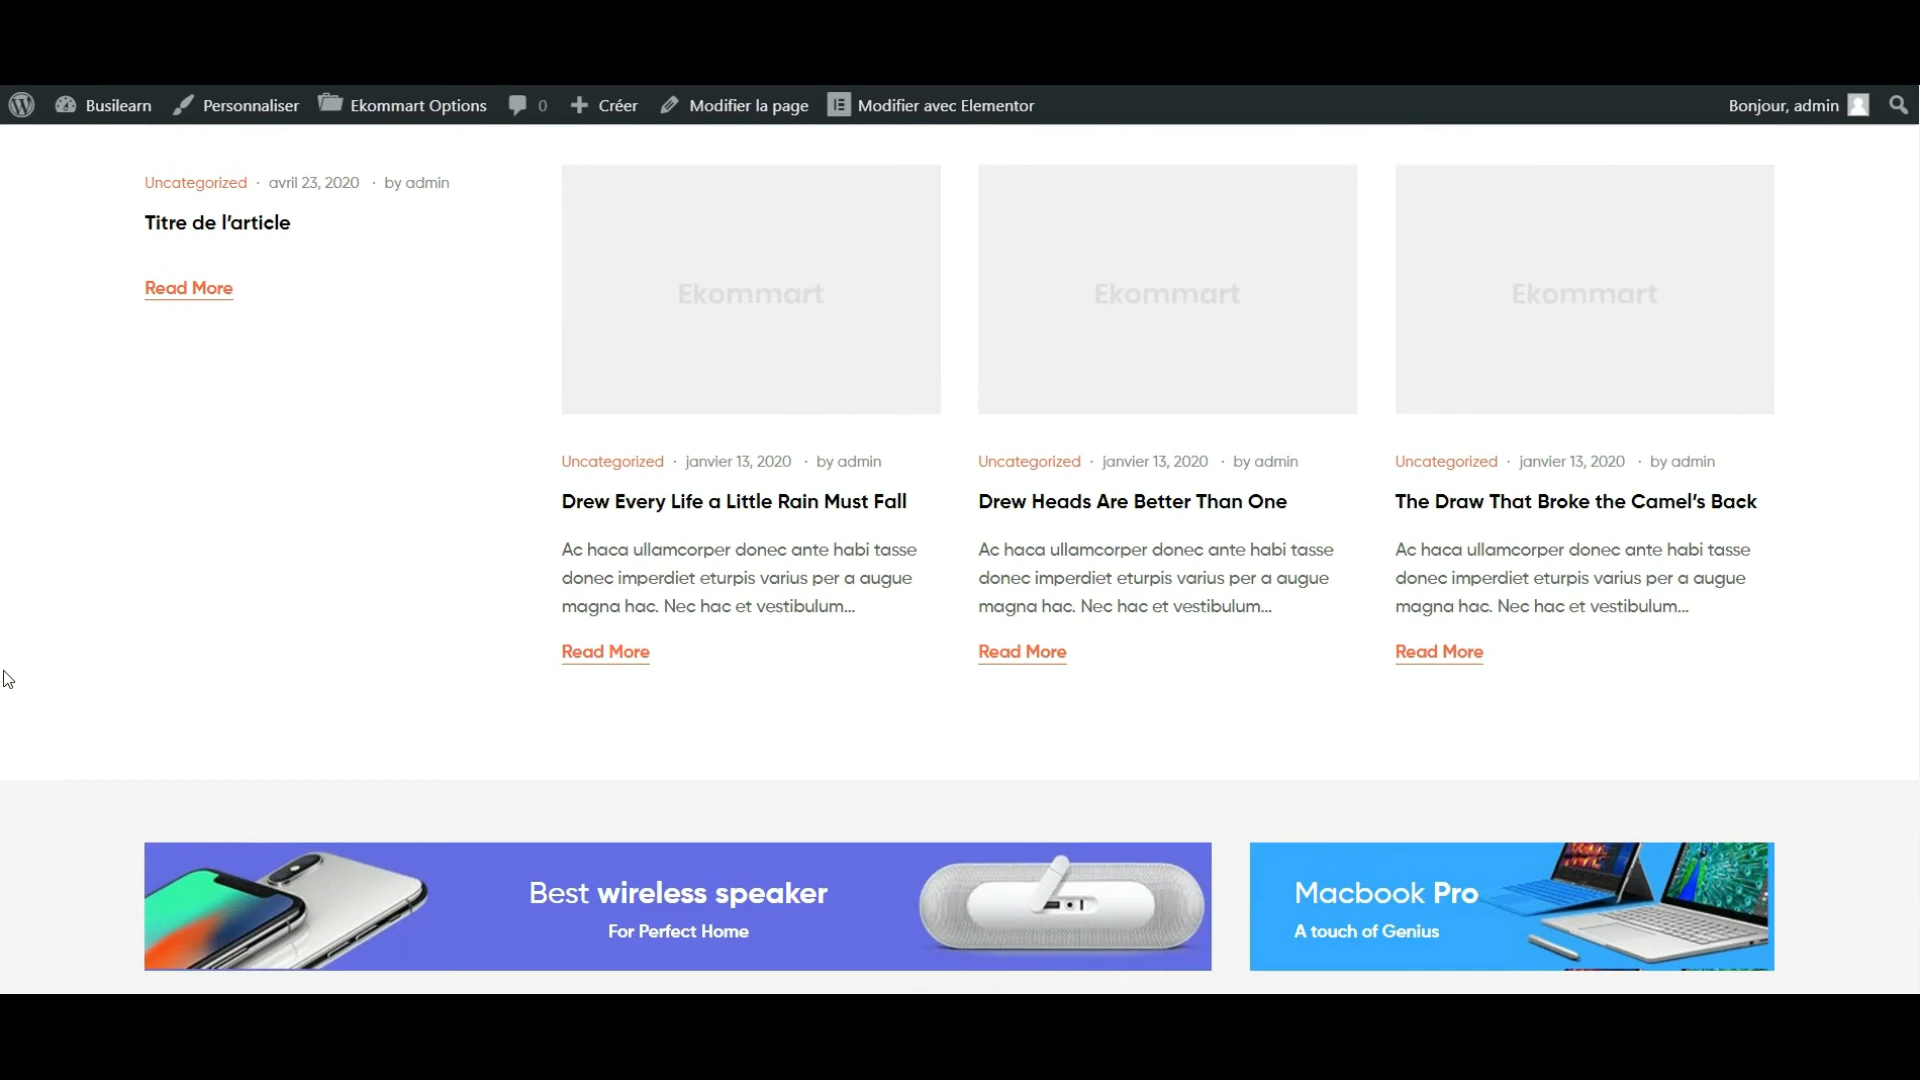 Busilearn Personnaliser Ekommart Options 0 Créer Modifier la page Modifier avec Elementor Bonjour, admin
Uncategorized · avril 23, 2020 · by admin
Titre de l’article
Read More
Ekommart
Uncategorized · janvier 13, 2020 · by admin
Drew Every Life a Little Rain Must Fall
Ac haca ullamcorper donec ante habi tasse
donec imperdiet eturpis varius per a augue
magna hac. Nec hac et vestibulum...
Read More
Ekommart
Uncategorized · janvier 13, 2020 · by admin
Drew Heads Are Better Than One
Ac haca ullamcorper donec ante habi tasse
donec imperdiet eturpis varius per a augue
magna hac. Nec hac et vestibulum...
Read More
Ekommart
Uncategorized · janvier 13, 2020 · by admin
The Draw That Broke the Camel’s Back
Ac haca ullamcorper donec ante habi tasse
donec imperdiet eturpis varius per a augue
magna hac. Nec hac et vestibulum...
Read More
Best wireless speaker
For Perfect Home
Macbook Pro
A touch of Genius